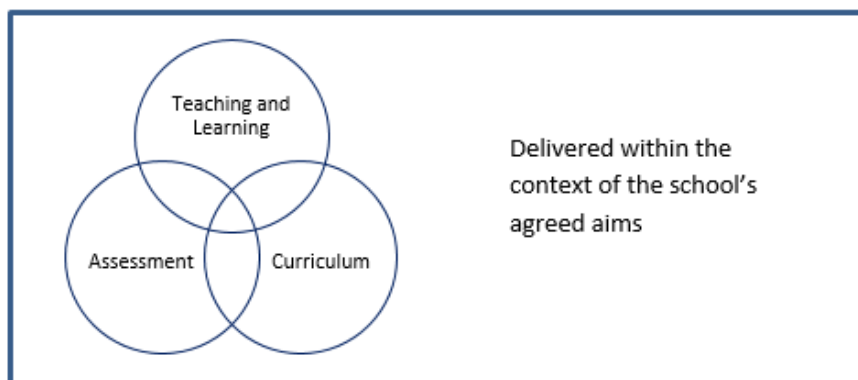 Teaching and
Learning
Delivered within the
context of the school’s
agreed aims
Assessment
Curriculum